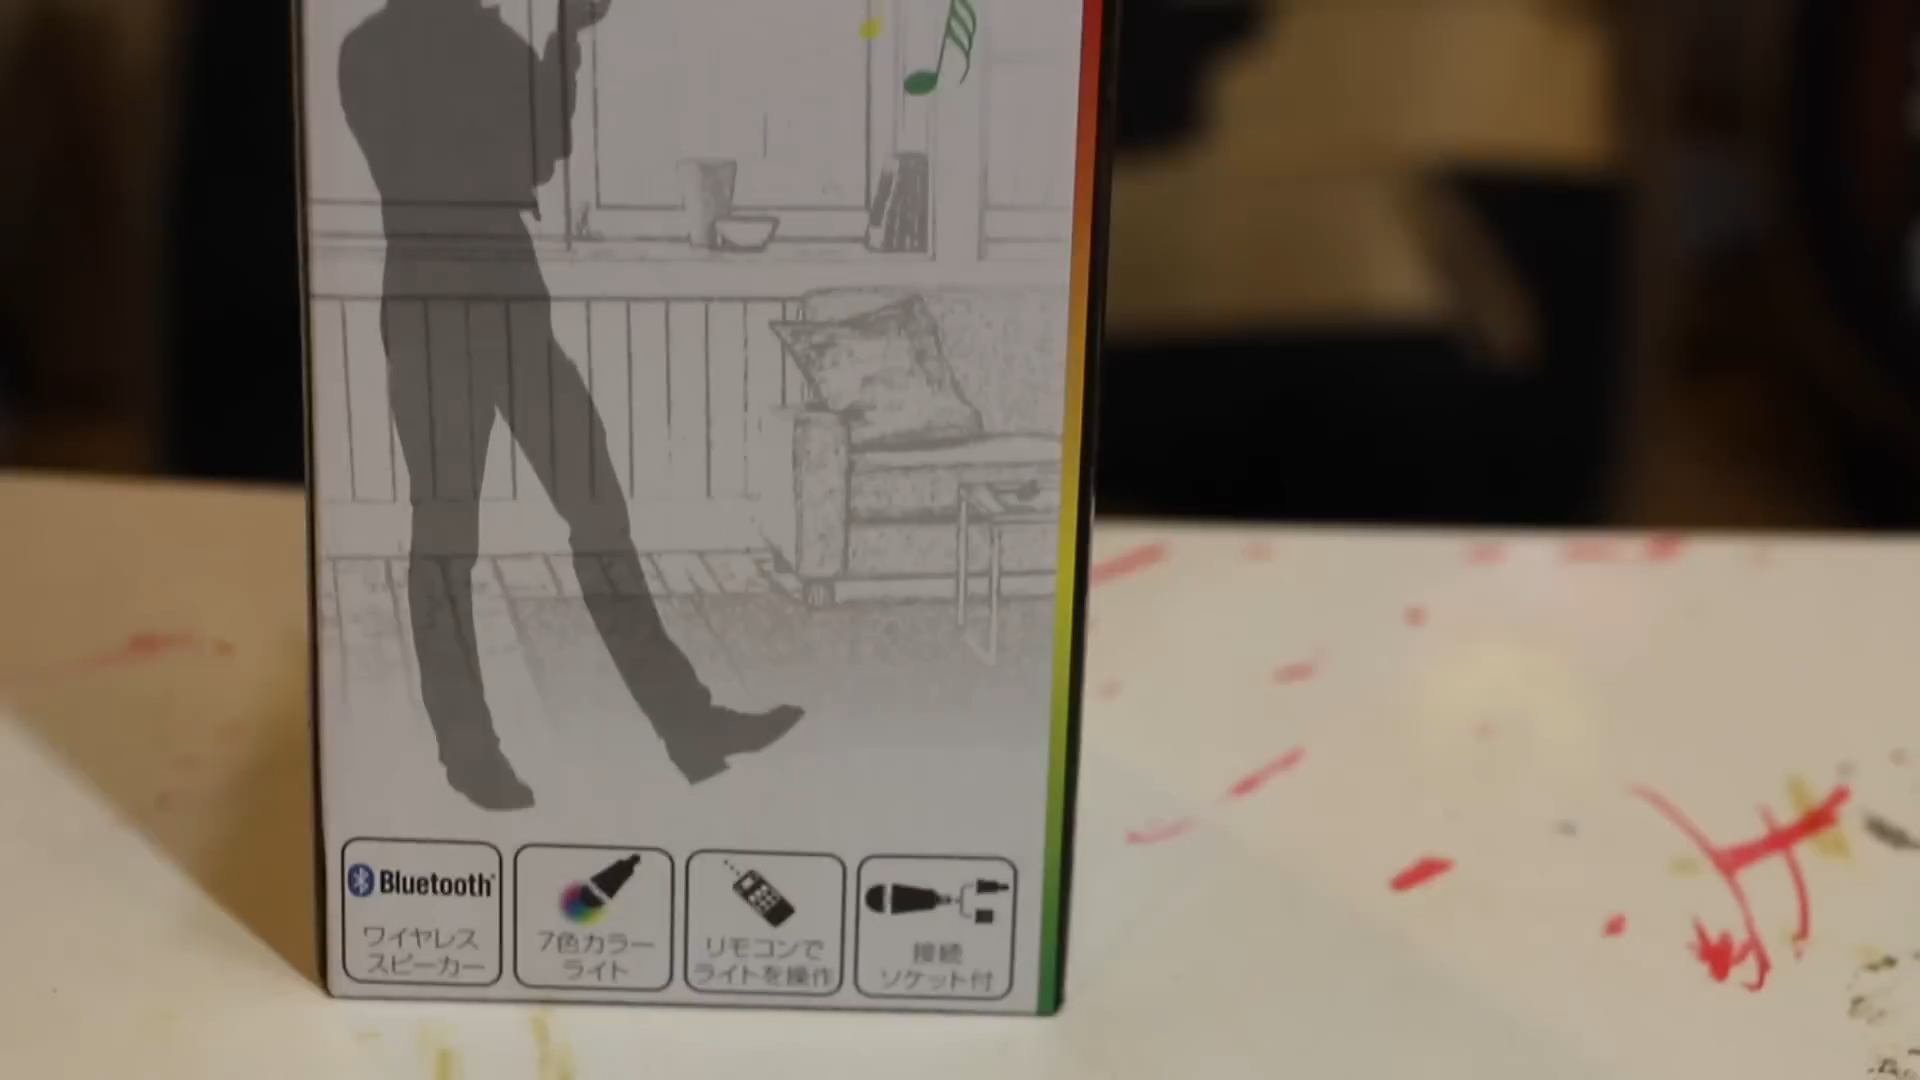 Bluetooth
ワイヤレス
スピーカー
7色カラー
ライト
リモコンで
ライトを操作
接続
ソケット付